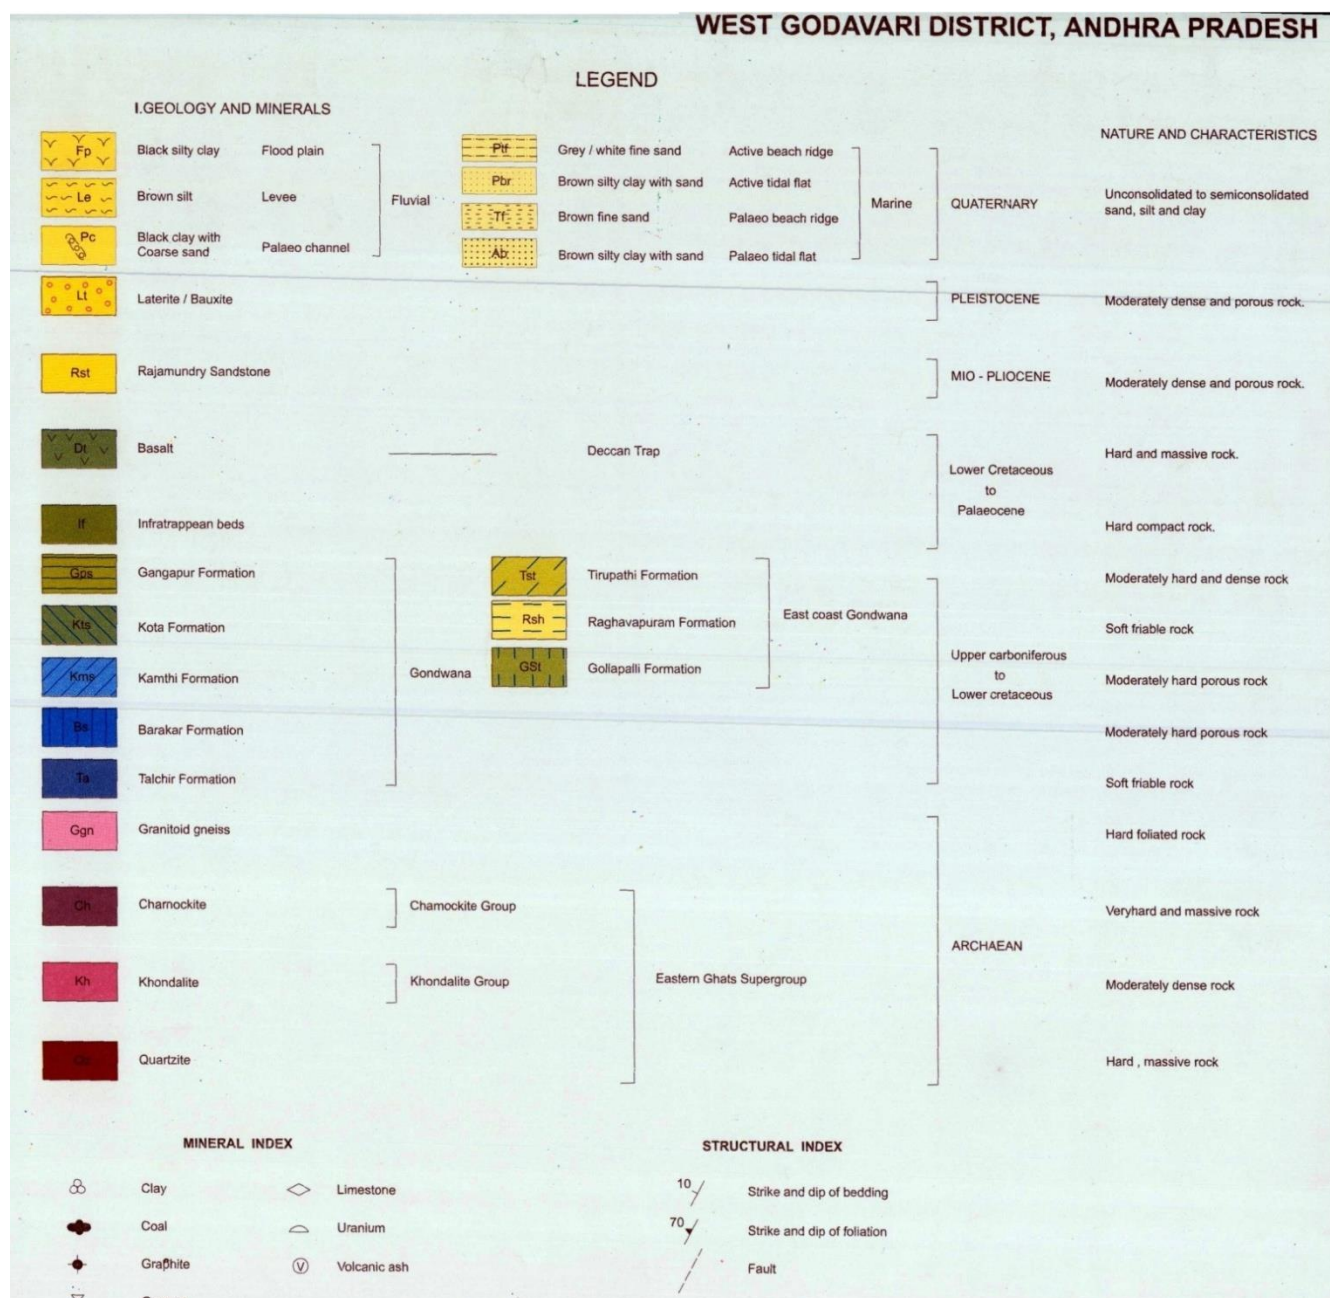 WEST GODAVARI DISTRICT, ANDHRA PRADESH
LEGEND
I.GEOLOGY AND MINERALS
NATURE AND CHARACTERISTICS
Fp Black silty clay Flood plain
Le Brown silt Levee
Pc Black clay with
Coarse sand Palaeo channel
Fluvial
Ptf Grey / white fine sand Active beach ridge
Pbr Brown silty clay with sand Active tidal flat
Tf Brown fine sand Palaeo beach ridge
Ab Brown silty clay with sand Palaeo tidal flat
Marine
QUATERNARY
Unconsolidated to semiconsolidated
sand, silt and clay
Lt Laterite / Bauxite PLEISTOCENE Moderately dense and porous rock.
Rst Rajamundry Sandstone MIO - PLIOCENE Moderately dense and porous rock.
Dt Basalt Deccan Trap Hard and massive rock.
Lower Cretaceous
to
Palaeocene
If Infratrappean beds Hard compact rock.
Gps Gangapur Formation Tst Tirupathi Formation Moderately hard and dense rock
Kts Kota Formation Rsh Raghavapuram Formation East coast Gondwana Soft friable rock
Kms Kamthi Formation Gondwana GSt Gollapalli Formation Moderately hard porous rock
Upper carboniferous
to
Lower cretaceous
Bs Barakar Formation Moderately hard porous rock
Ta Talchir Formation Soft friable rock
Ggn Granitoid gneiss Hard foliated rock
Ch Charnockite Charnockite Group Veryhard and massive rock
ARCHAEAN
Kh Khondalite Khondalite Group Eastern Ghats Supergroup Moderately dense rock
Quartzite Hard , massive rock
MINERAL INDEX
Clay Limestone
Coal Uranium
Graphite V Volcanic ash
STRUCTURAL INDEX
10 Strike and dip of bedding
70 Strike and dip of foliation
Fault